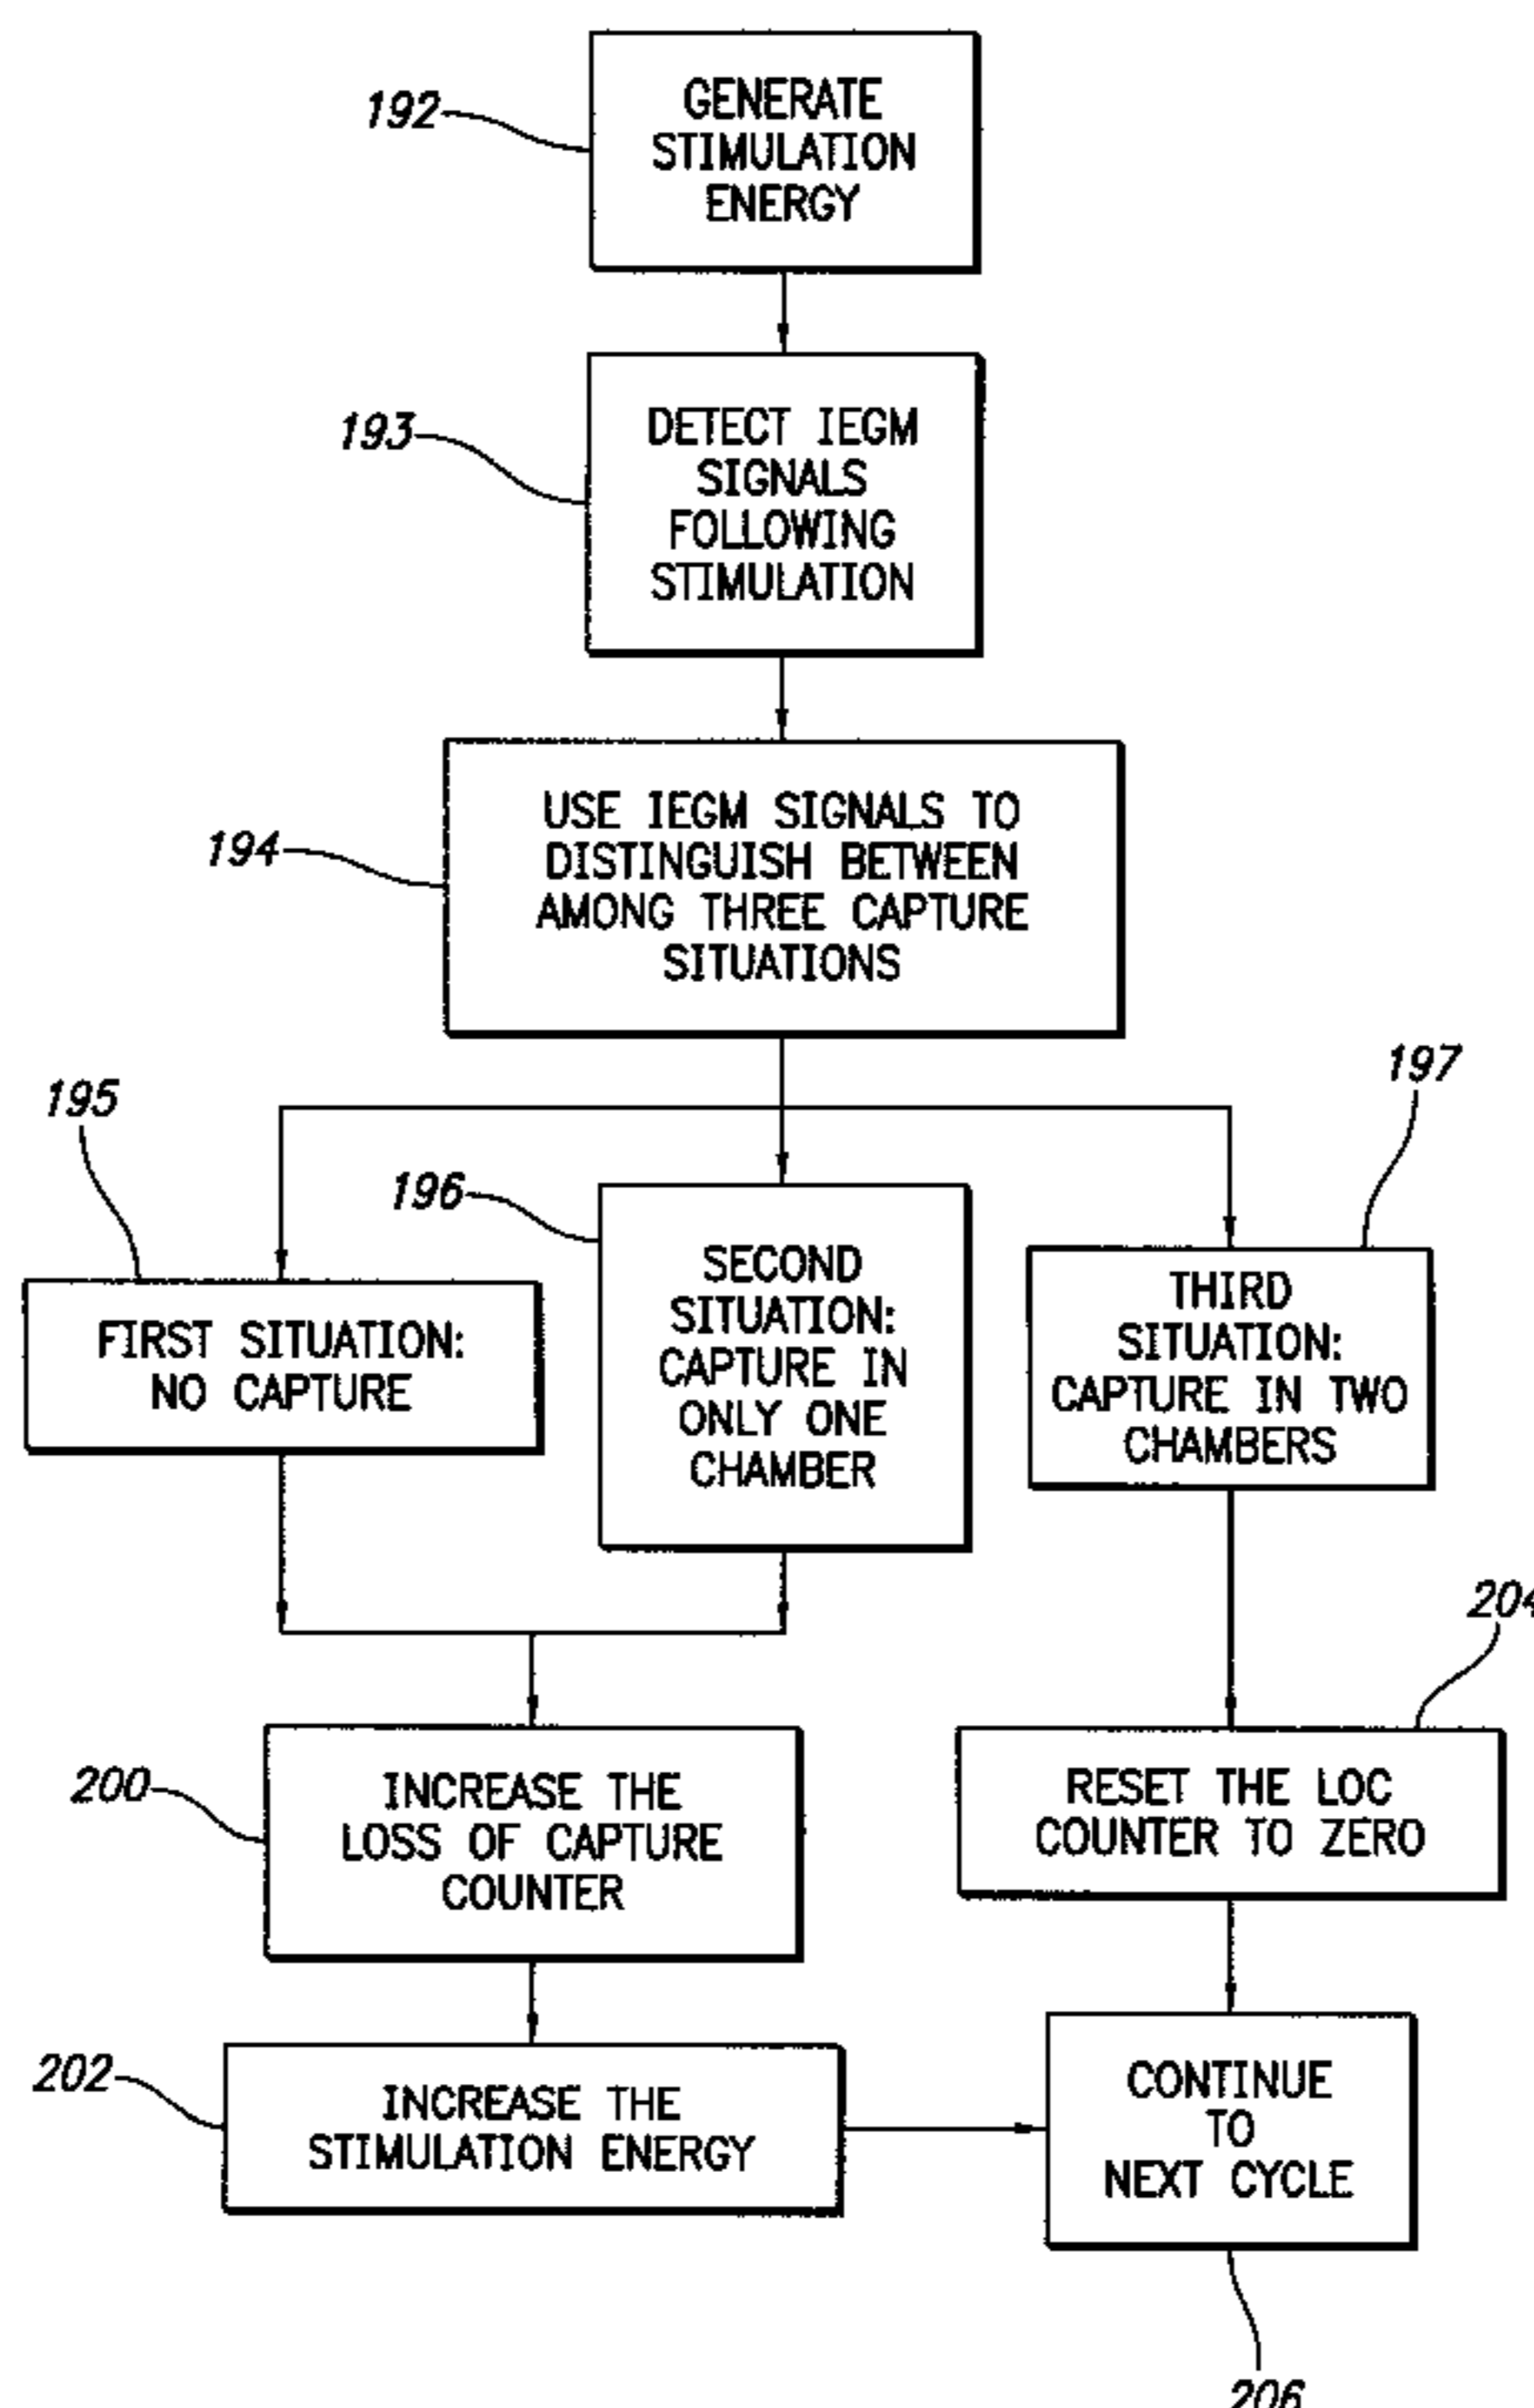 192
GENERATE
STIMULATION
ENERGY
193
DETECT IEGM
SIGNALS
FOLLOWING
STIMULATION
194
USE IEGM SIGNALS TO
DISTINGUISH BETWEEN
AMONG THREE CAPTURE
SITUATIONS
195
FIRST SITUATION:
NO CAPTURE
196
SECOND
SITUATION:
CAPTURE IN
ONLY ONE
CHAMBER
197
THIRD
SITUATION:
CAPTURE IN TWO
CHAMBERS
200
INCREASE THE
LOSS OF CAPTURE
COUNTER
204
RESET THE LOC
COUNTER TO ZERO
202
INCREASE THE
STIMULATION ENERGY
CONTINUE
TO
NEXT CYCLE
206